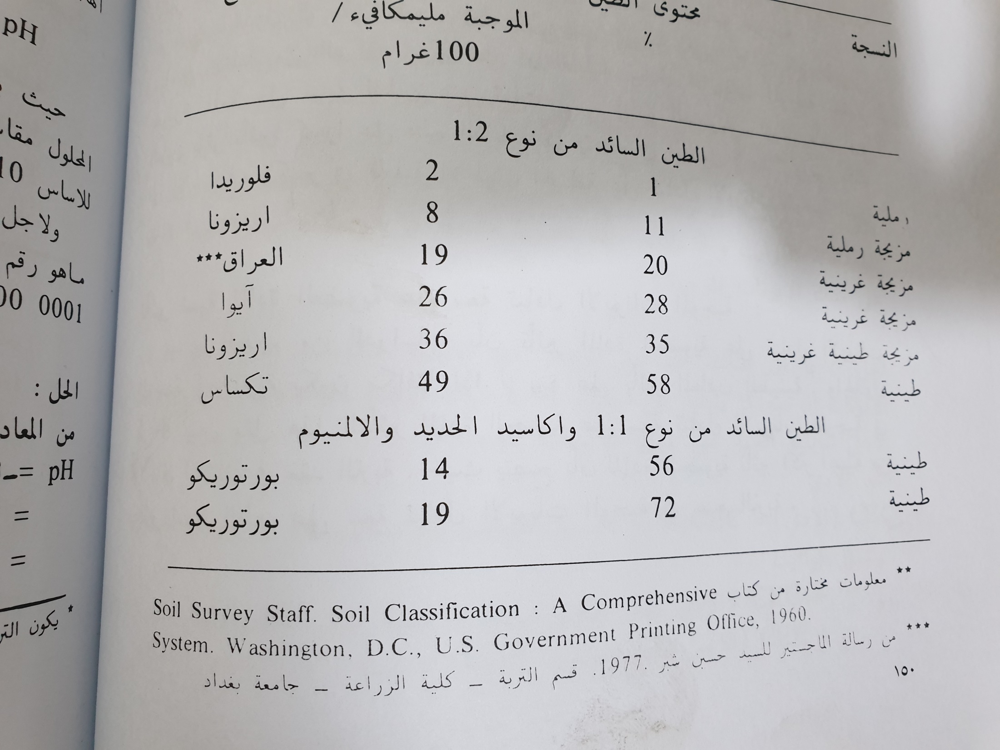 محتوى الطين الموجبة مليمكافيء /
النسجة ٪ 100غرام
الطين السائد من نوع 1:2
رملية 1 2 فلوريدا
مزيجة رملية 11 8 اريزونا
مزيجة غرينية 20 19 العراق***
مزيجة غرينية 28 26 آيوا
مزيجة طينية غرينية 35 36 اريزونا
طينية 58 49 تكساس
الطين السائد من نوع 1:1 واكاسيد الحديد والالمنيوم
طينية 56 14 بورتوريكو
طينية 72 19 بورتوريكو
** معلومات مختارة من كتاب Soil Survey Staff. Soil Classification : A Comprehensive
System. Washington, D.C., U.S. Government Printing Office, 1960.
*** من رسالة الماجستير للسيد حسين شبر .1977. قسم التربة – كلية الزراعة – جامعة بغداد
١٥٠
pH
حيث
المحلول
للاساس 10
ولاجل
ماهو رقم
0001
الحل :
من
pH =
=
=
* يكون